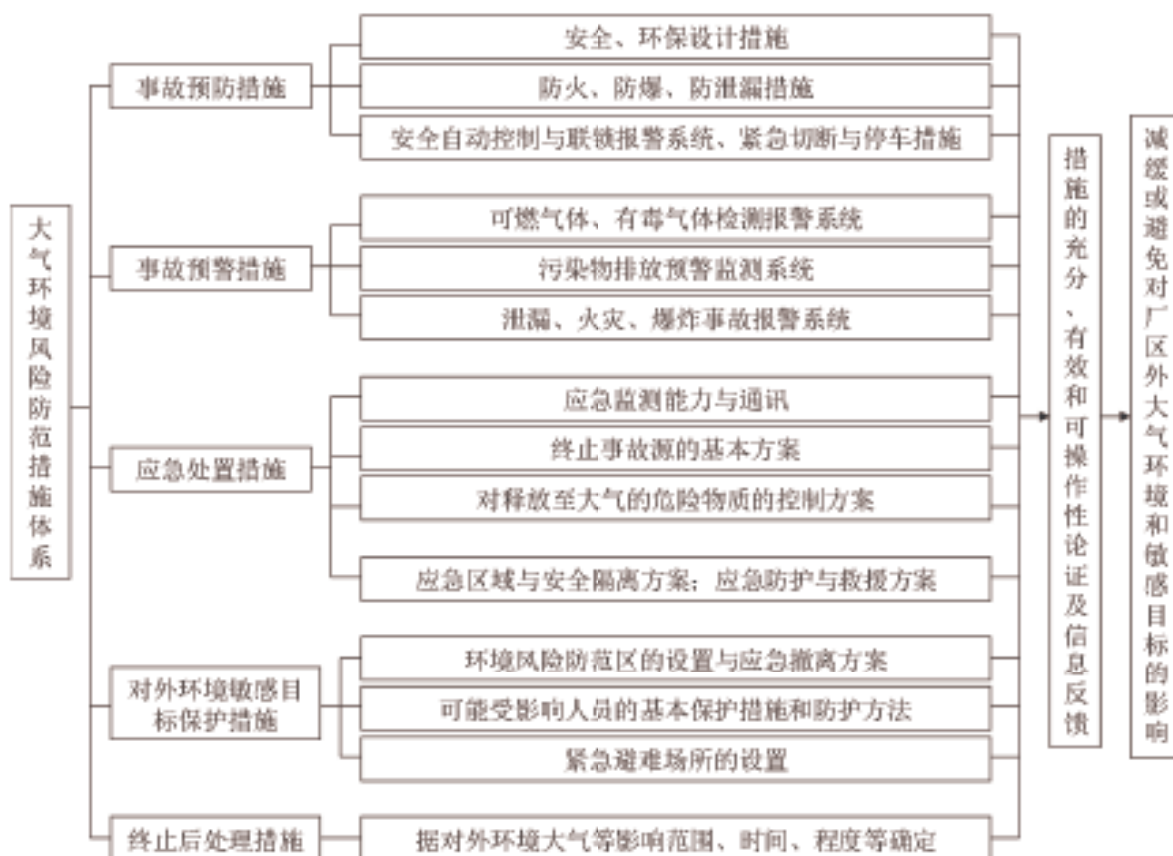 大气环境风险防范措施体系
事故预防措施
安全、环保设计措施
防火、防爆、防泄漏措施
安全自动控制与联锁报警系统、紧急切断与停车措施
事故预警措施
可燃气体、有毒气体检测报警系统
污染物排放预警监测系统
泄漏、火灾、爆炸事故报警系统
应急处置措施
应急监测能力与通讯
终止事故源的基本方案
对释放至大气的危险物质的控制方案
应急区域与安全隔离方案；应急防护与救援方案
对外环境敏感目
标保护措施
环境风险防范区的设置与应急撤离方案
可能受影响人员的基本保护措施和防护方法
紧急避难场所的设置
终止后处理措施
据对外环境大气等影响范围、时间、程度等确定
措施的充分、有效和可操作性论证及信息反馈
减缓或避免对厂区外大气环境和敏感目标的影响